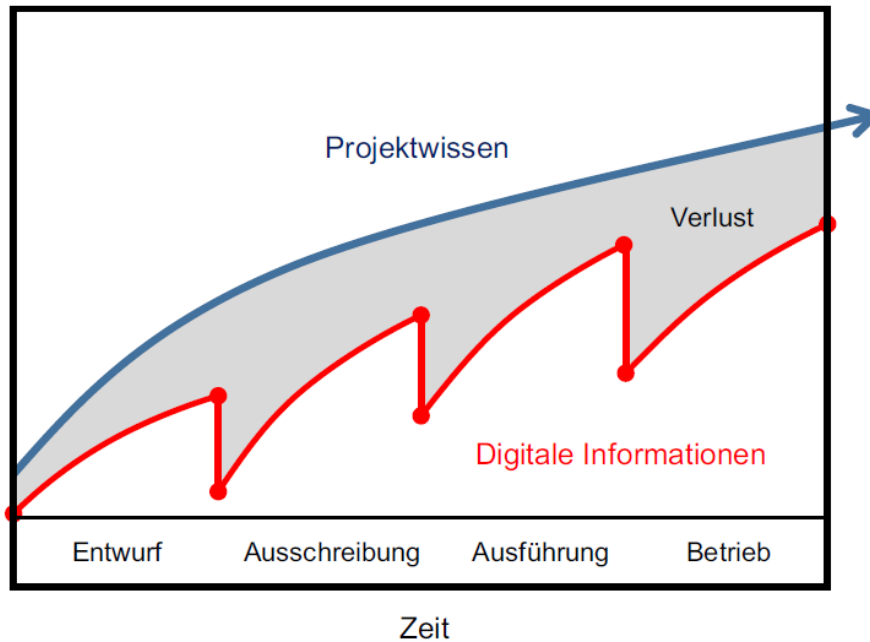 Projektwissen
Verlust
Digitale Informationen
Entwurf Ausschreibung Ausführung Betrieb
Zeit